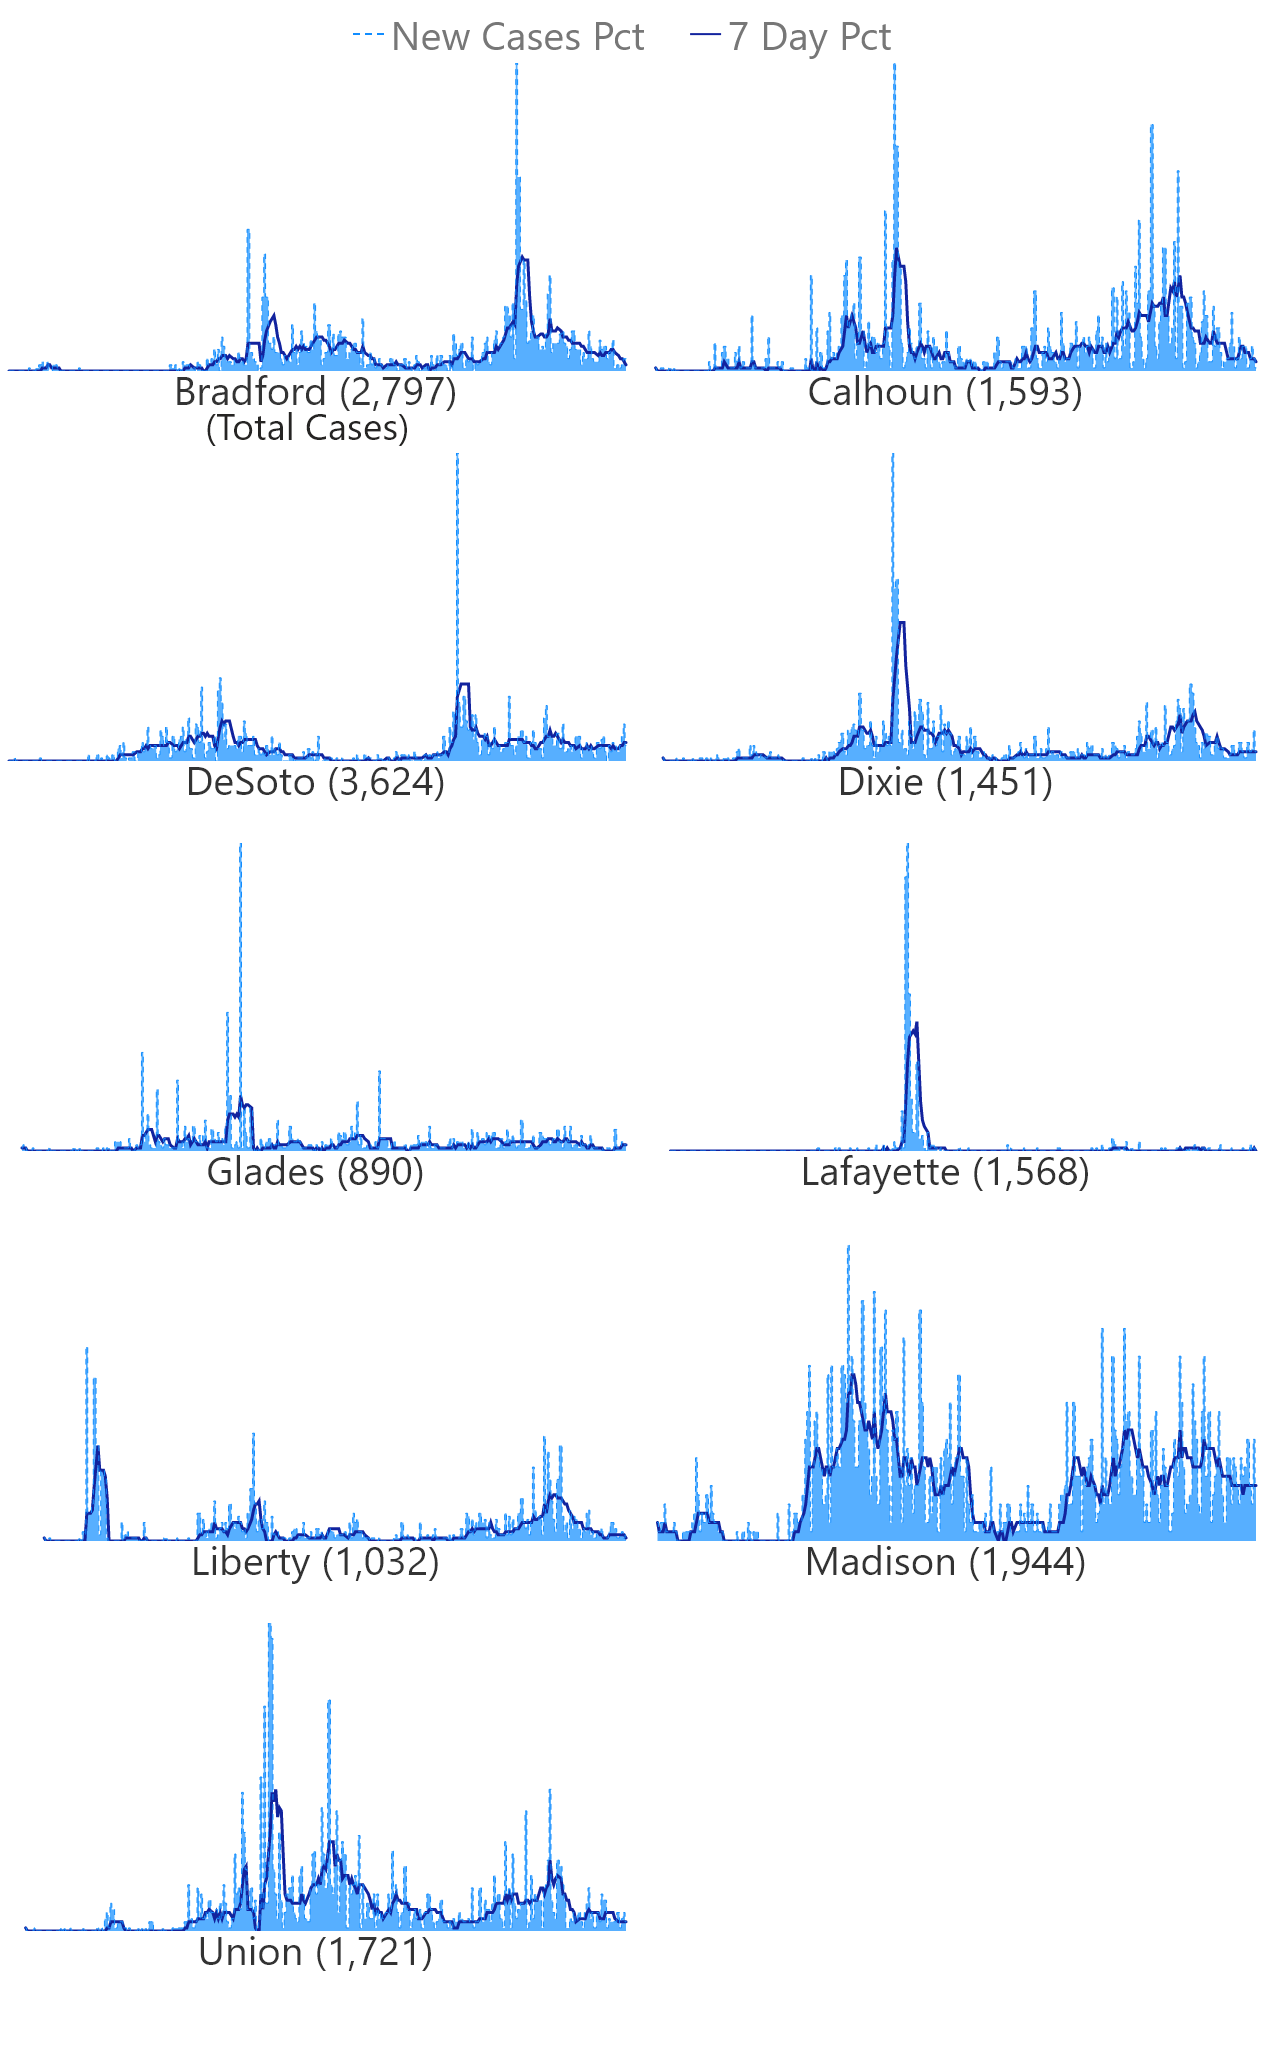 New Cases Pct 7 Day Pct
Bradford (2,797) Calhoun (1,593)
(Total Cases)
DeSoto (3,624) Dixie (1,451)
Glades (890) Lafayette (1,568)
Liberty (1,032) Madison (1,944)
Union (1,721)